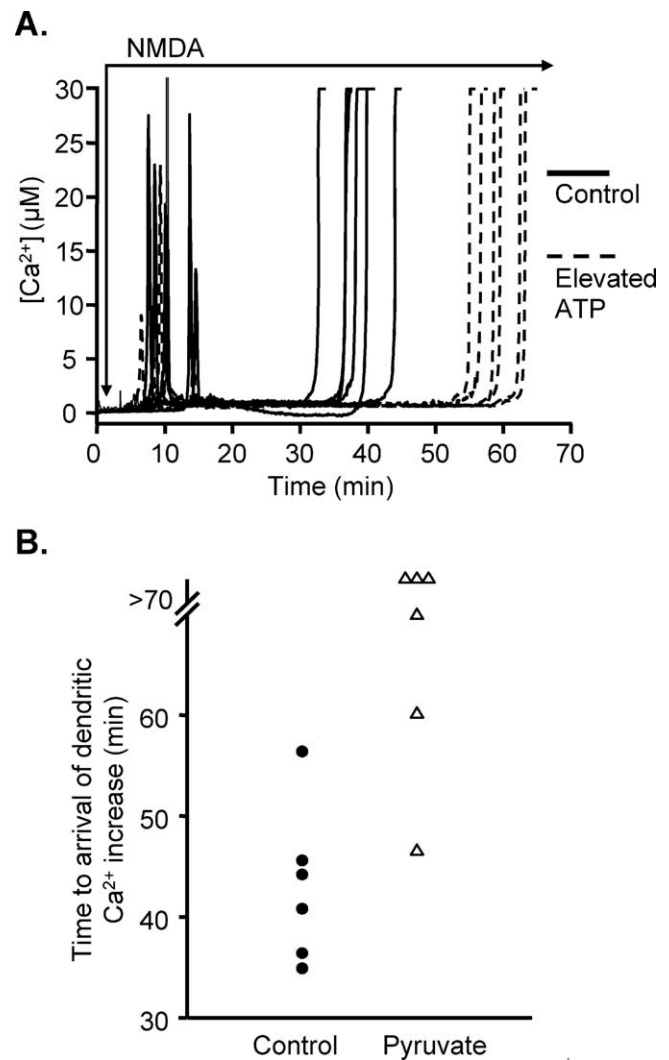 A.
NMDA
30
25
20
15
10
5
0
[Ca²⁺] (µM)
0 10 20 30 40 50 60 70
Time (min)
Control
Elevated
ATP
B.
>70
60
50
40
30
Time to arrival of dendritic
Ca²⁺ increase (min)
Control Pyruvate